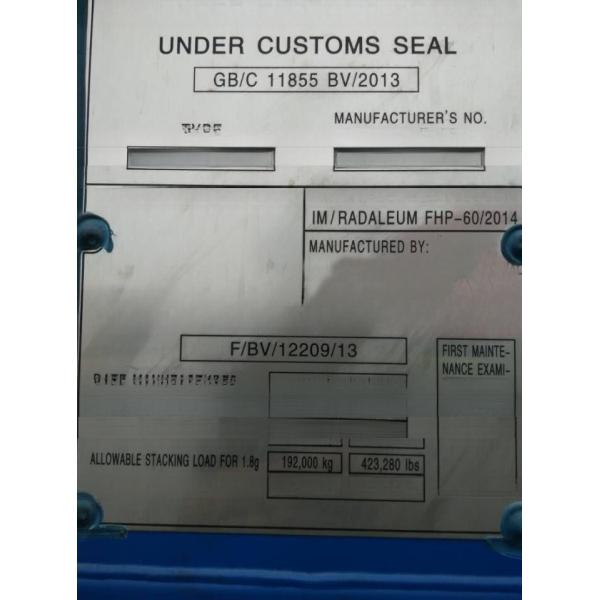 UNDER CUSTOMS SEAL
GB/C 11855 BV/2013
MANUFACTURER'S NO.
IM/RADALEUM FHP-60/2014
MANUFACTURED BY:
F/BV/12209/13
FIRST MAINTE-
NANCE EXAMI-
ALLOWABLE STACKING LOAD FOR 1.8g 192,000 kg 423,280 lbs